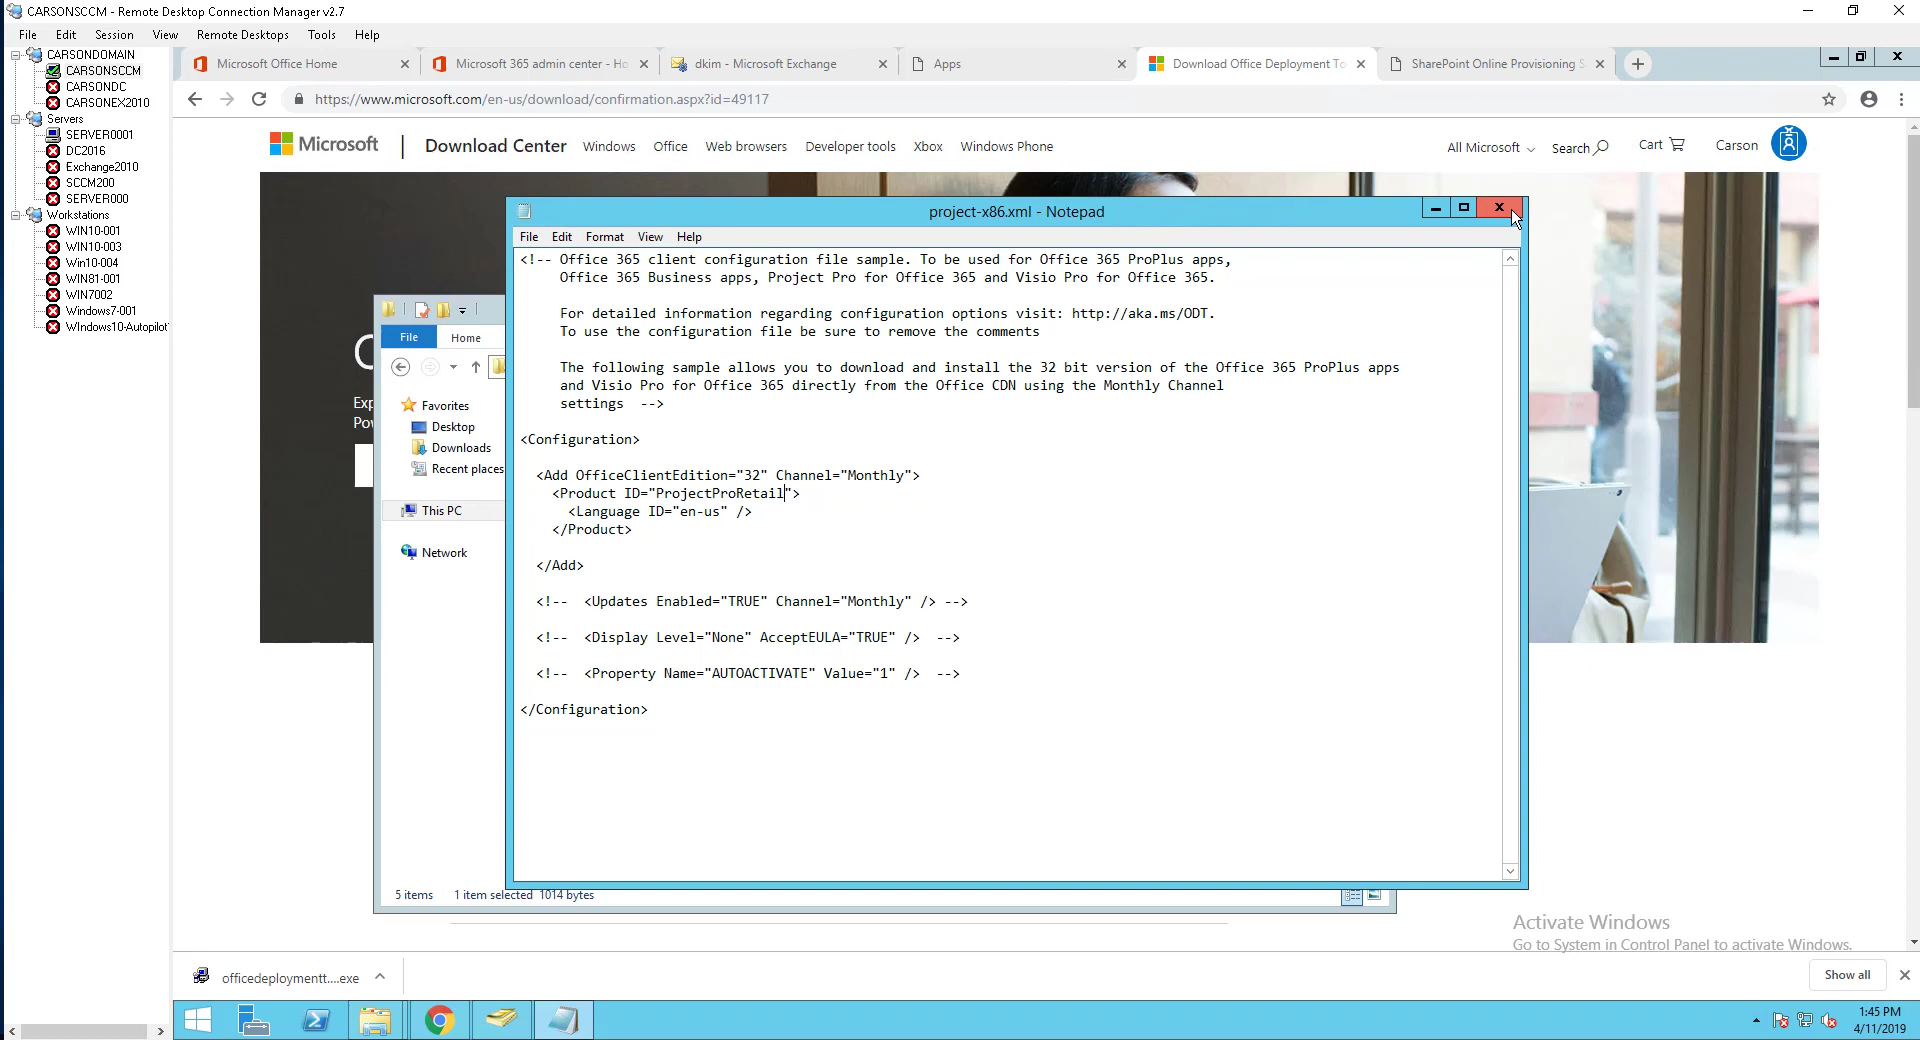 CARSONSCCM - Remote Desktop Connection Manager v2.7
File Edit Session View Remote Desktops Tools Help
CARSONDOMAIN
CARSONSCCM
CARSONDC
CARSONEX2010
Servers
SERVER0001
DC2016
Exchange2010
SCCM200
SERVER000
Workstations
WIN10-001
WIN10-003
Win10-004
WIN81-001
WIN7002
Windows7-001
WIndows10-Autopilot
Microsoft Office Home
Microsoft 365 admin center - Ho
dkim - Microsoft Exchange
Apps
Download Office Deployment To
SharePoint Online Provisioning S
https://www.microsoft.com/en-us/download/confirmation.aspx?id=49117
Microsoft | Download Center Windows Office Web browsers Developer tools Xbox Windows Phone
All Microsoft Search Cart Carson
project-x86.xml - Notepad
File Edit Format View Help
<!-- Office 365 client configuration file sample. To be used for Office 365 ProPlus apps,
Office 365 Business apps, Project Pro for Office 365 and Visio Pro for Office 365.
For detailed information regarding configuration options visit: http://aka.ms/ODT.
To use the configuration file be sure to remove the comments
The following sample allows you to download and install the 32 bit version of the Office 365 ProPlus apps
and Visio Pro for Office 365 directly from the Office CDN using the Monthly Channel
settings -->
<Configuration>
<Add OfficeClientEdition="32" Channel="Monthly">
<Product ID="ProjectProRetail">
<Language ID="en-us" />
</Product>
</Add>
<!-- <Updates Enabled="TRUE" Channel="Monthly" /> -->
<!-- <Display Level="None" AcceptEULA="TRUE" /> -->
<!-- <Property Name="AUTOACTIVATE" Value="1" /> -->
</Configuration>
File Home
Favorites
Desktop
Downloads
Recent places
This PC
Network
5 items 1 item selected 1014 bytes
Exp
Po
Activate Windows
Go to System in Control Panel to activate Windows.
officedeploymentt....exe
Show all
1:45 PM
4/11/2019